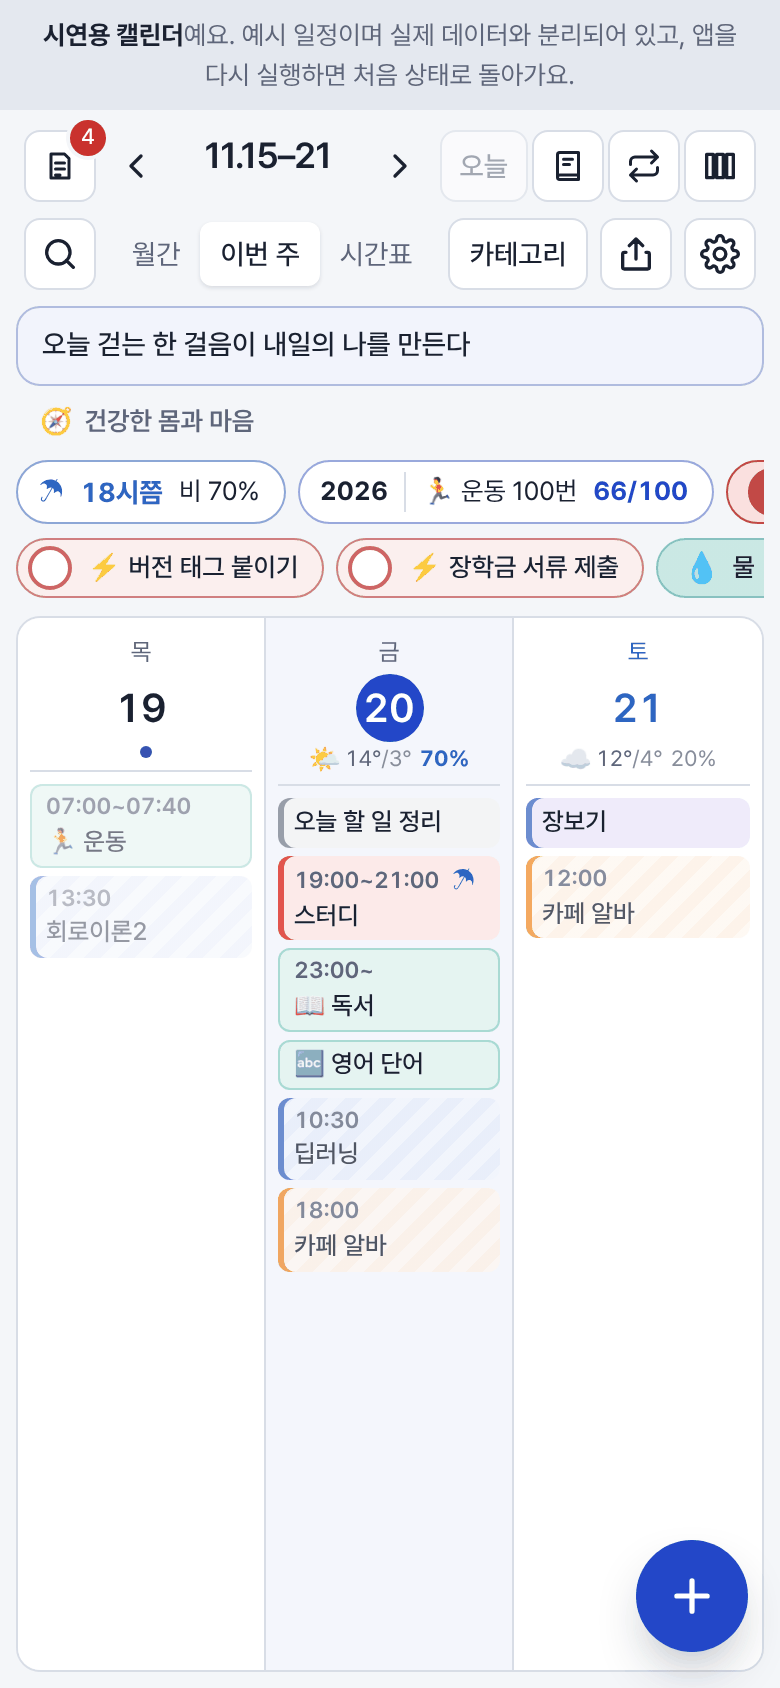 시연용 캘린더예요. 예시 일정이며 실제 데이터와 분리되어 있고, 앱을
다시 실행하면 처음 상태로 돌아가요.
4
11.15–21
오늘
월간 이번 주 시간표 카테고리
오늘 걷는 한 걸음이 내일의 나를 만든다
🧭 건강한 몸과 마음
18시쯤 비 70%
2026 🏃 운동 100번 66/100
⚡ 버전 태그 붙이기
⚡ 장학금 서류 제출
💧 물
목
19
07:00~07:40
🏃 운동
13:30
회로이론2
금
20
14°/3° 70%
오늘 할 일 정리
19:00~21:00
스터디
23:00~
📖 독서
🔤 영어 단어
10:30
딥러닝
18:00
카페 알바
토
21
12°/4° 20%
장보기
12:00
카페 알바